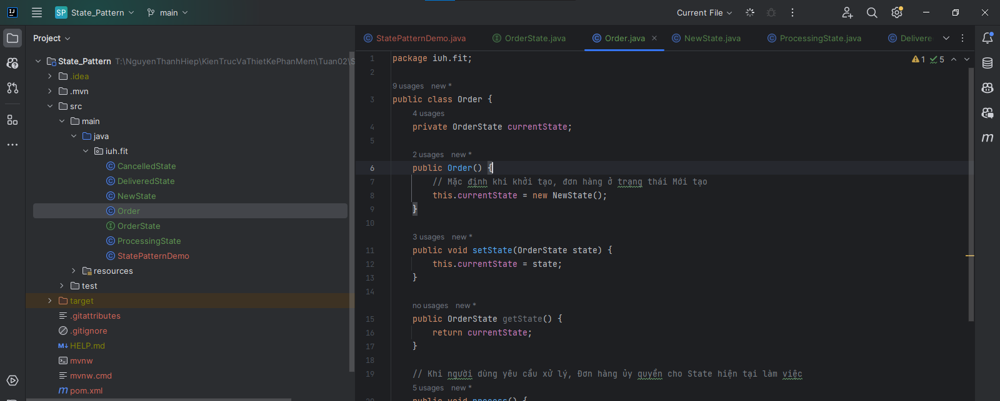 SP State_Pattern main Current File
Project
State_Pattern T:\NguyenThanhHiep\KienTrucVaThietKePhanMem\Tuan02\S
.idea
.mvn
src
main
java
iuh.fit
CancelledState
DeliveredState
NewState
Order
OrderState
ProcessingState
StatePatternDemo
resources
test
target
.gitattributes
.gitignore
HELP.md
mvnw
mvnw.cmd
pom.xml
StatePatternDemo.java OrderState.java Order.java NewState.java ProcessingState.java Delivere
1 5
1 package iuh.fit;
2
9 usages new *
3 public class Order {
4 usages
4 private OrderState currentState;
5
2 usages new *
6 public Order() {
7 // Mặc định khi khởi tạo, đơn hàng ở trạng thái Mới tạo
8 this.currentState = new NewState();
9 }
10
3 usages new *
11 public void setState(OrderState state) {
12 this.currentState = state;
13 }
14
no usages new *
15 public OrderState getState() {
16 return currentState;
17 }
18
19 // Khi người dùng yêu cầu xử lý, Đơn hàng ủy quyền cho State hiện tại làm việc
5 usages new *
20 public void process() {